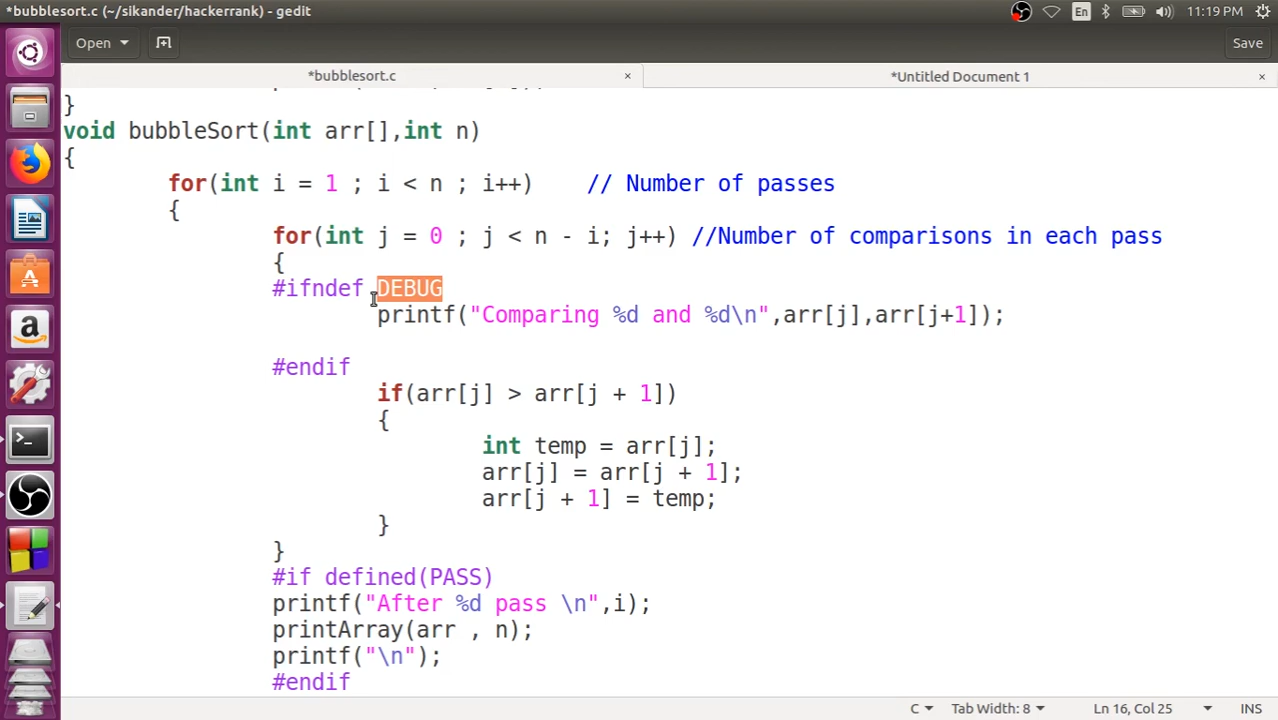 *bubblesort.c (~/sikander/hackerrank) - gedit
En
11:19 PM
Open
Save
*bubblesort.c ×
*Untitled Document 1 ×
}
void bubbleSort(int arr[],int n)
{
for(int i = 1 ; i < n ; i++) // Number of passes
{
for(int j = 0 ; j < n - i; j++) //Number of comparisons in each pass
{
#ifndef DEBUG
printf("Comparing %d and %d\n",arr[j],arr[j+1]);
#endif
if(arr[j] > arr[j + 1])
{
int temp = arr[j];
arr[j] = arr[j + 1];
arr[j + 1] = temp;
}
}
#if defined(PASS)
printf("After %d pass \n",i);
printArray(arr , n);
printf("\n");
#endif
C Tab Width: 8 Ln 16, Col 25 INS